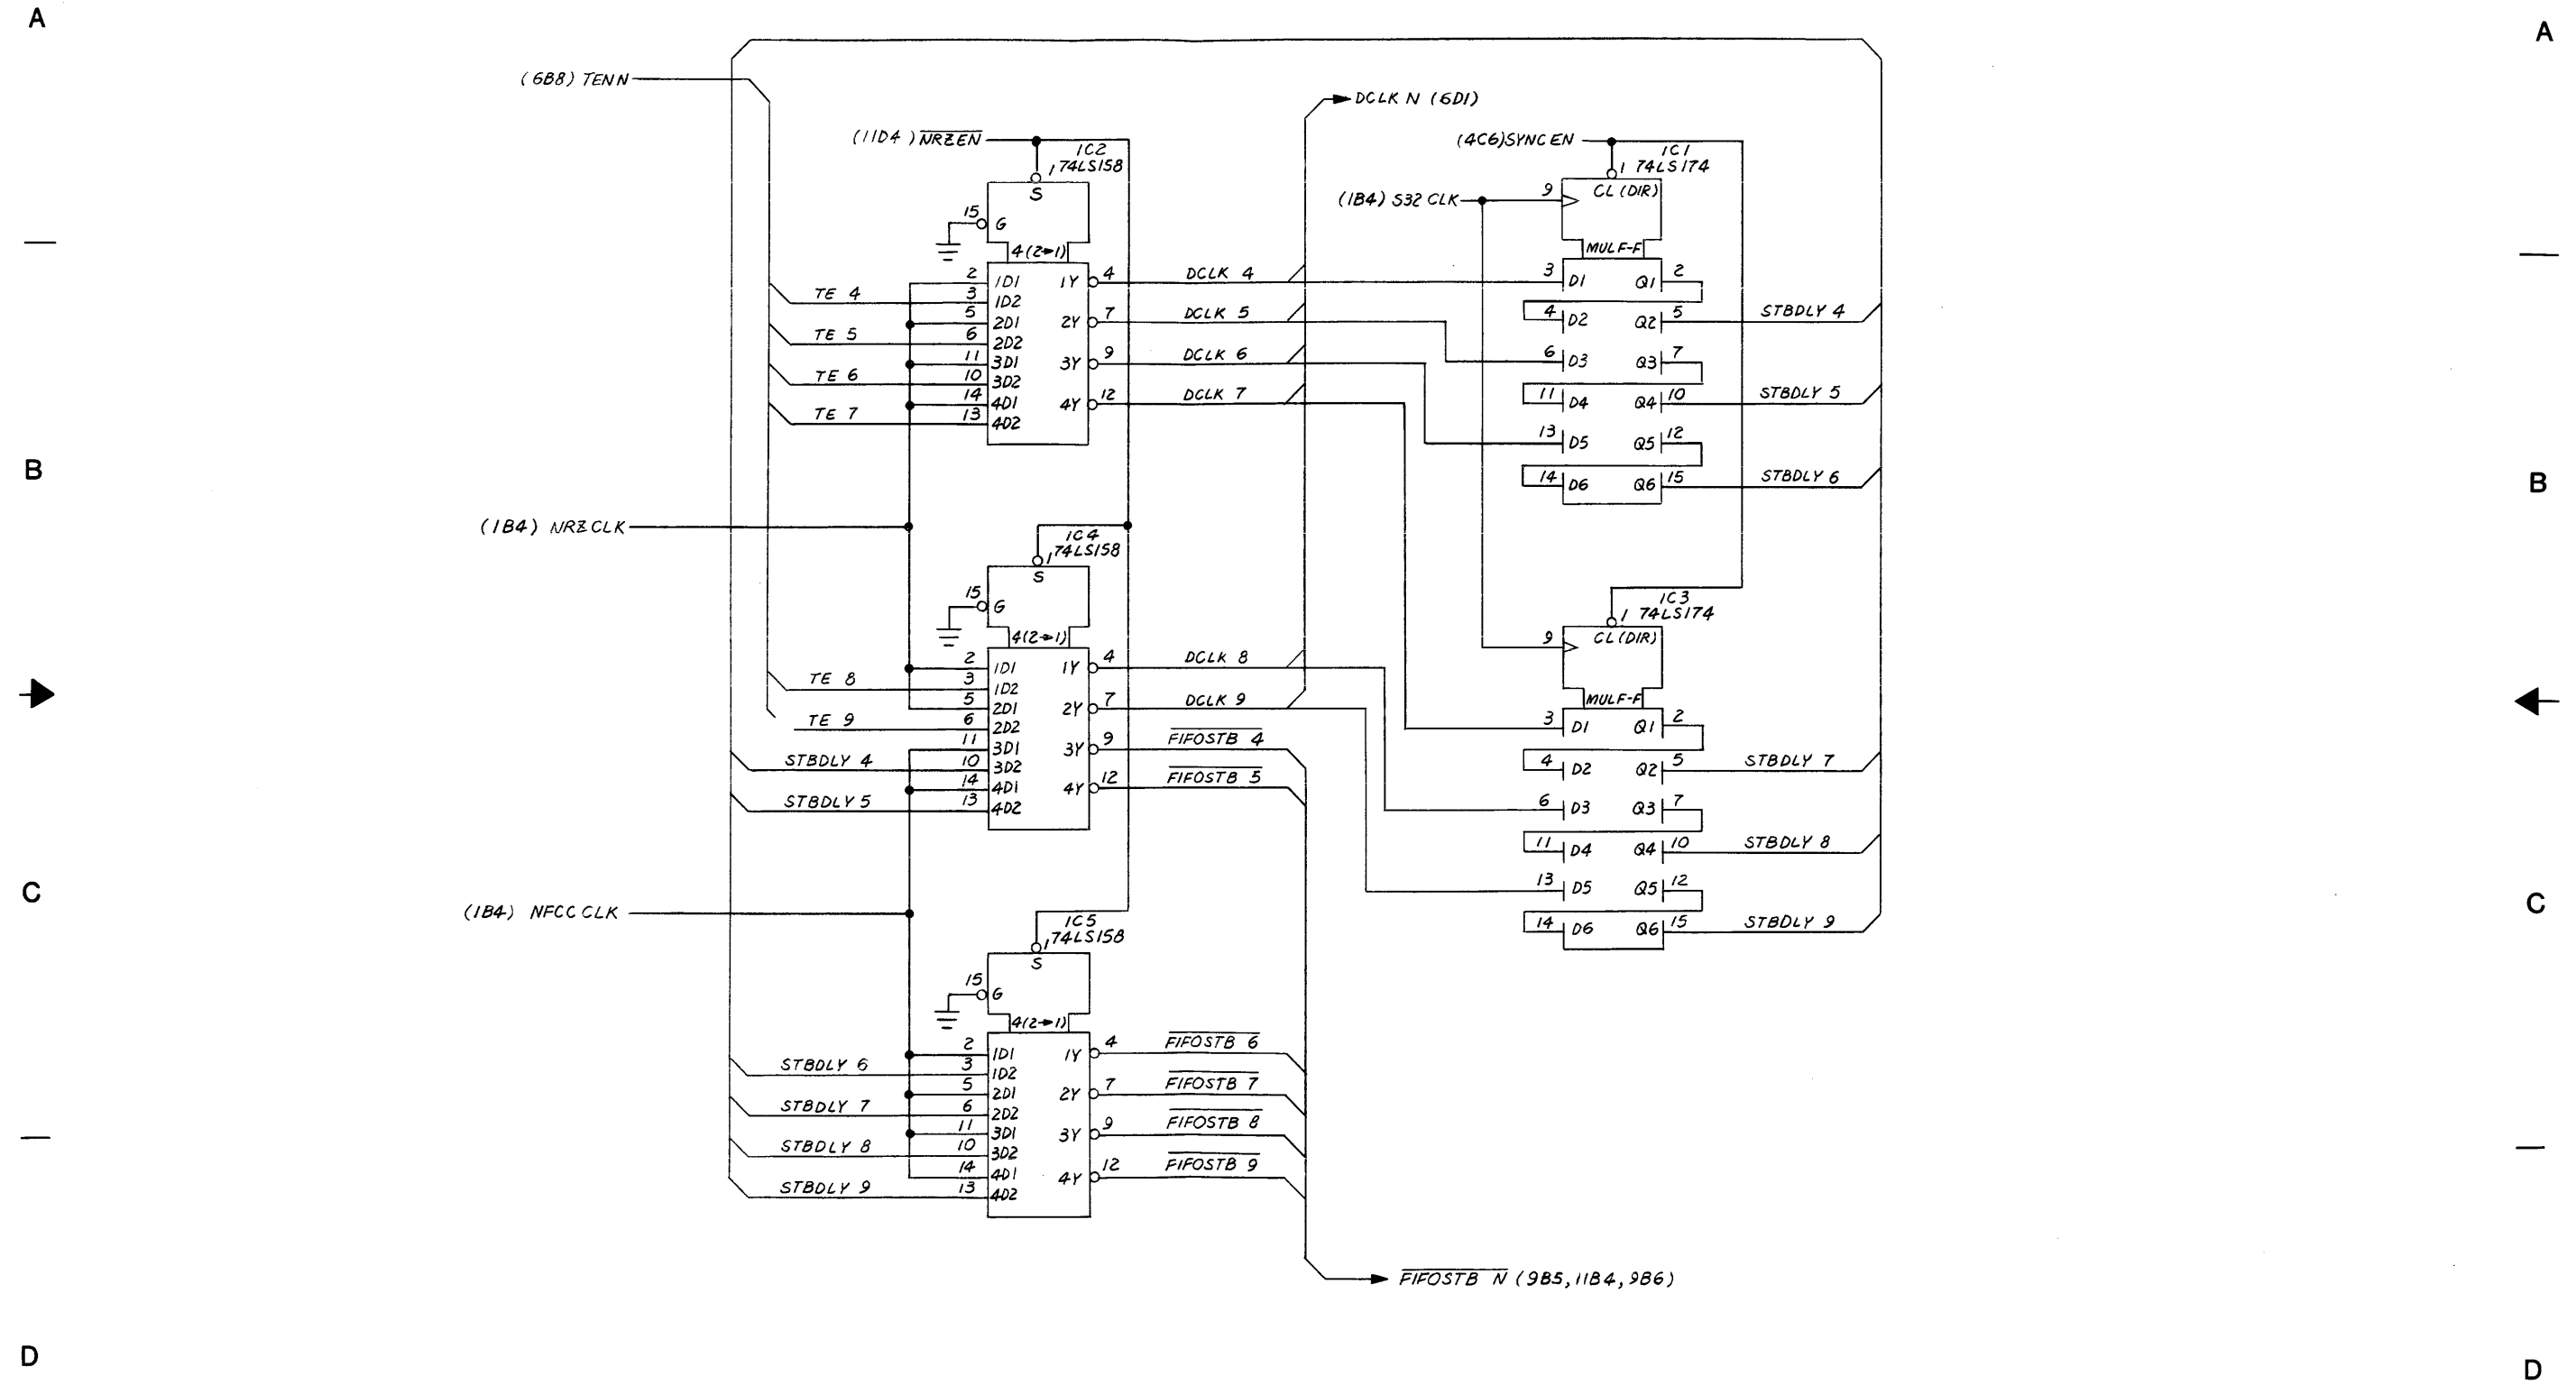 A A
(6B8) TENN
DCLK N (6D1)
(11D4) NRZEN
(4C6) SYNCEN
IC2
1 74LS158
S
15 G
4(2→1)
IC1
1 74LS174
(1B4) S32 CLK
9 CL (DIR)
MULF-F
2 1D1 1Y 4 DCLK 4
TE 4 3 1D2
5 2D1 2Y 7 DCLK 5
TE 5 6 2D2
11 3D1 3Y 9 DCLK 6
TE 6 10 3D2
14 4D1 4Y 12 DCLK 7
TE 7 13 4D2
3 D1 Q1 2
4 D2 Q2 5 STBDLY 4
6 D3 Q3 7
11 D4 Q4 10 STBDLY 5
13 D5 Q5 12
14 D6 Q6 15 STBDLY 6
B B
(1B4) NRZCLK
IC4
1 74LS158
S
15 G
4(2→1)
IC3
1 74LS174
9 CL (DIR)
MULF-F
2 1D1 1Y 4 DCLK 8
TE 8 3 1D2
5 2D1 2Y 7 DCLK 9
TE 9 6 2D2
11 3D1 3Y 9 FIFOSTB 4
STBDLY 4 10 3D2
14 4D1 4Y 12 FIFOSTB 5
STBDLY 5 13 4D2
3 D1 Q1 2
4 D2 Q2 5 STBDLY 7
6 D3 Q3 7
11 D4 Q4 10 STBDLY 8
13 D5 Q5 12
14 D6 Q6 15 STBDLY 9
C C
(1B4) NFCC CLK
IC5
1 74LS158
S
15 G
4(2→1)
2 1D1 1Y 4 FIFOSTB 6
STBDLY 6 3 1D2
5 2D1 2Y 7 FIFOSTB 7
STBDLY 7 6 2D2
11 3D1 3Y 9 FIFOSTB 8
STBDLY 8 10 3D2
14 4D1 4Y 12 FIFOSTB 9
STBDLY 9 13 4D2
FIFOSTB N (9B5, 11B4, 9B6)
D D